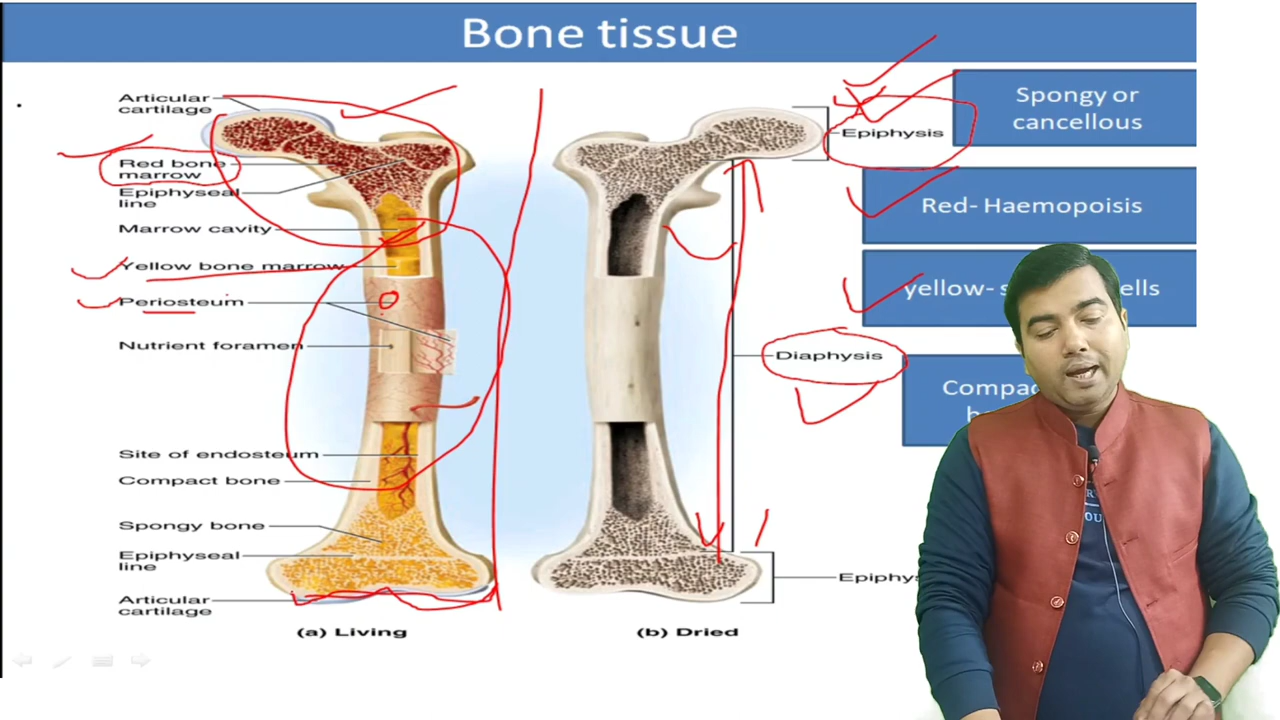 Bone tissue
Articular
cartilage
Red bone
marrow
Epiphyseal
line
Marrow cavity
Yellow bone marrow
Periosteum
Nutrient foramen
Site of endosteum
Compact bone
Spongy bone
Epiphyseal
line
Articular
cartilage
(a) Living
Epiphysis
Diaphysis
(b) Dried
Spongy or
cancellous
Red- Haemopoisis
yellow-